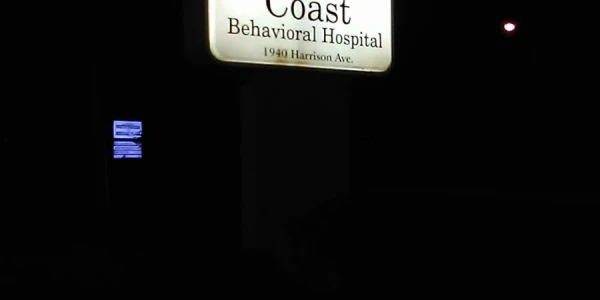 Coast
Behavioral Hospital
1940 Harrison Ave.